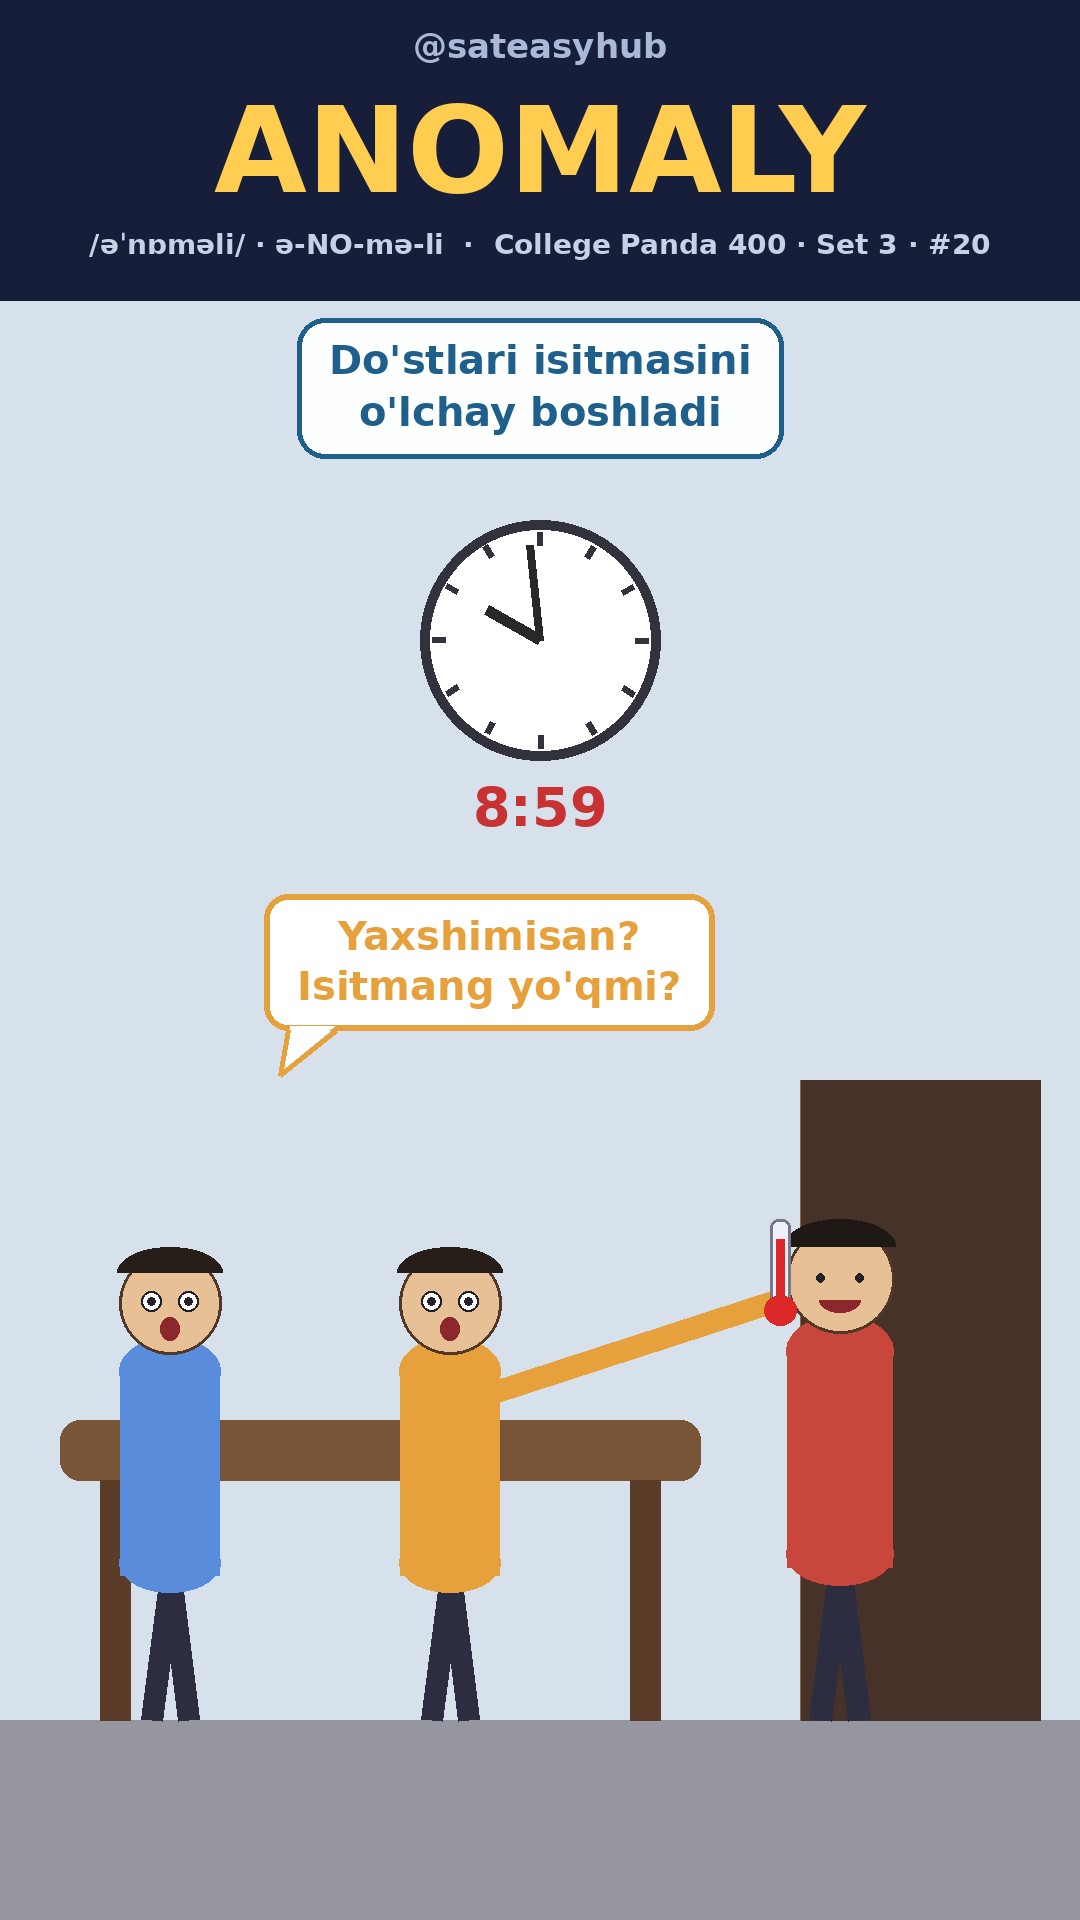 @sateasyhub
ANOMALY
/əˈnɒməli/ · ə-NO-mə-li · College Panda 400 · Set 3 · #20
Do'stlari isitmasini
o'lchay boshladi
8:59
Yaxshimisan?
Isitmang yo'qmi?